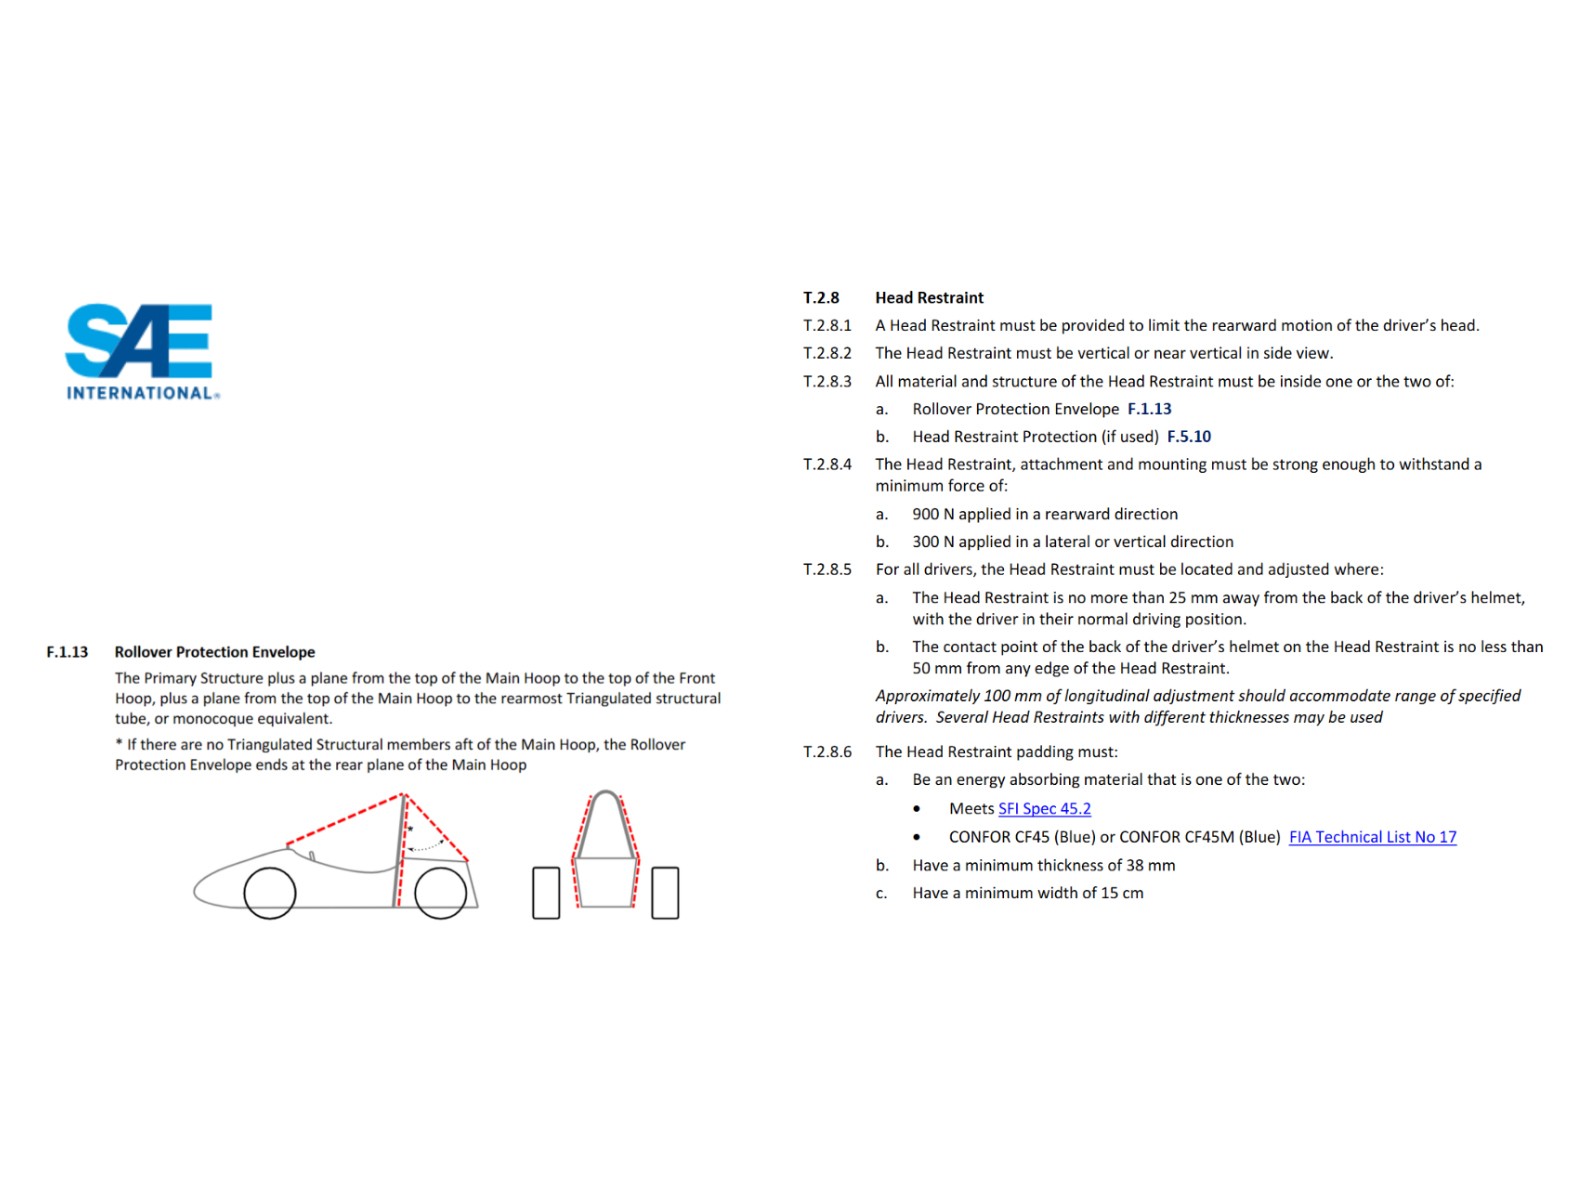 SAE
INTERNATIONAL®
F.1.13 Rollover Protection Envelope
The Primary Structure plus a plane from the top of the Main Hoop to the top of the Front
Hoop, plus a plane from the top of the Main Hoop to the rearmost Triangulated structural
tube, or monocoque equivalent.
* If there are no Triangulated Structural members aft of the Main Hoop, the Rollover
Protection Envelope ends at the rear plane of the Main Hoop
*
T.2.8 Head Restraint
T.2.8.1 A Head Restraint must be provided to limit the rearward motion of the driver's head.
T.2.8.2 The Head Restraint must be vertical or near vertical in side view.
T.2.8.3 All material and structure of the Head Restraint must be inside one or the two of:
a. Rollover Protection Envelope F.1.13
b. Head Restraint Protection (if used) F.5.10
T.2.8.4 The Head Restraint, attachment and mounting must be strong enough to withstand a
minimum force of:
a. 900 N applied in a rearward direction
b. 300 N applied in a lateral or vertical direction
T.2.8.5 For all drivers, the Head Restraint must be located and adjusted where:
a. The Head Restraint is no more than 25 mm away from the back of the driver's helmet,
with the driver in their normal driving position.
b. The contact point of the back of the driver's helmet on the Head Restraint is no less than
50 mm from any edge of the Head Restraint.
Approximately 100 mm of longitudinal adjustment should accommodate range of specified
drivers. Several Head Restraints with different thicknesses may be used
T.2.8.6 The Head Restraint padding must:
a. Be an energy absorbing material that is one of the two:
• Meets SFI Spec 45.2
• CONFOR CF45 (Blue) or CONFOR CF45M (Blue) FIA Technical List No 17
b. Have a minimum thickness of 38 mm
c. Have a minimum width of 15 cm